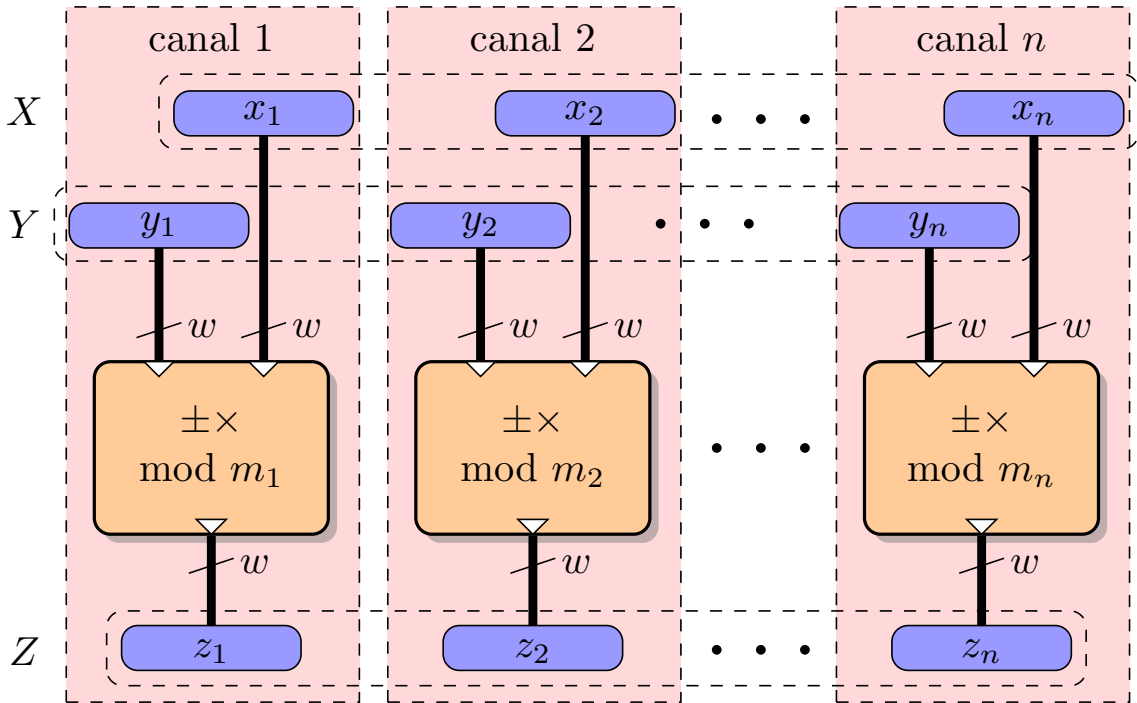 canal 1 canal 2 canal n
X x₁ x₂ • • • xₙ
Y y₁ y₂ • • • yₙ
w w w w w w
±× ±× ±×
mod m₁ mod m₂ • • • mod mₙ
w w w
Z z₁ z₂ • • • zₙ